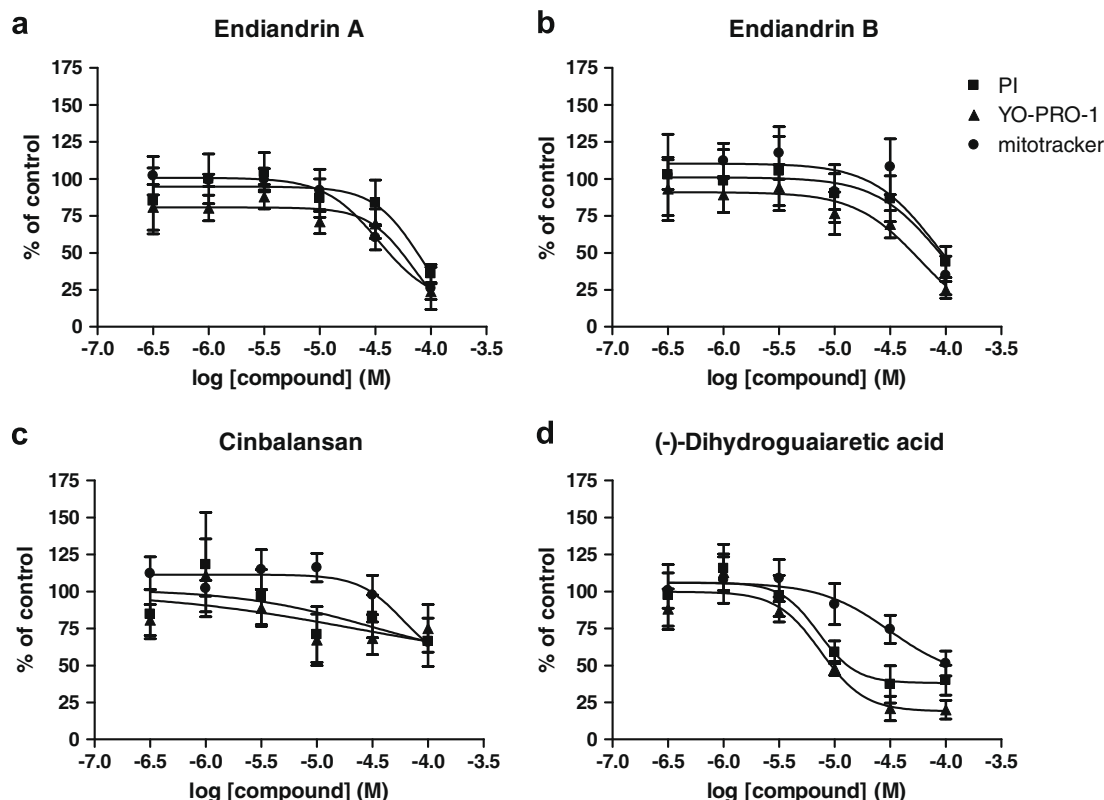 a
Endiandrin A
175
150
125
100
75
50
25
0
% of control
-7.0 -6.5 -6.0 -5.5 -5.0 -4.5 -4.0 -3.5
log [compound] (M)
b
Endiandrin B
175
150
125
100
75
50
25
0
% of control
-7.0 -6.5 -6.0 -5.5 -5.0 -4.5 -4.0 -3.5
log [compound] (M)
PI
YO-PRO-1
mitotracker
c
Cinbalansan
175
150
125
100
75
50
25
0
% of control
-7.0 -6.5 -6.0 -5.5 -5.0 -4.5 -4.0 -3.5
log [compound] (M)
d
(-)-Dihydroguaiaretic acid
175
150
125
100
75
50
25
0
% of control
-7.0 -6.5 -6.0 -5.5 -5.0 -4.5 -4.0 -3.5
log [compound] (M)